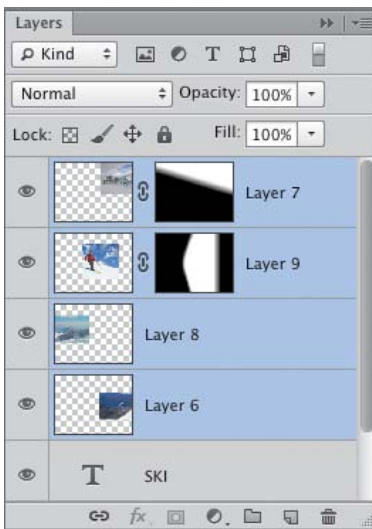 Layers
Kind
Normal Opacity: 100%
Lock: Fill: 100%
Layer 7
Layer 9
Layer 8
Layer 6
T SKI
fx